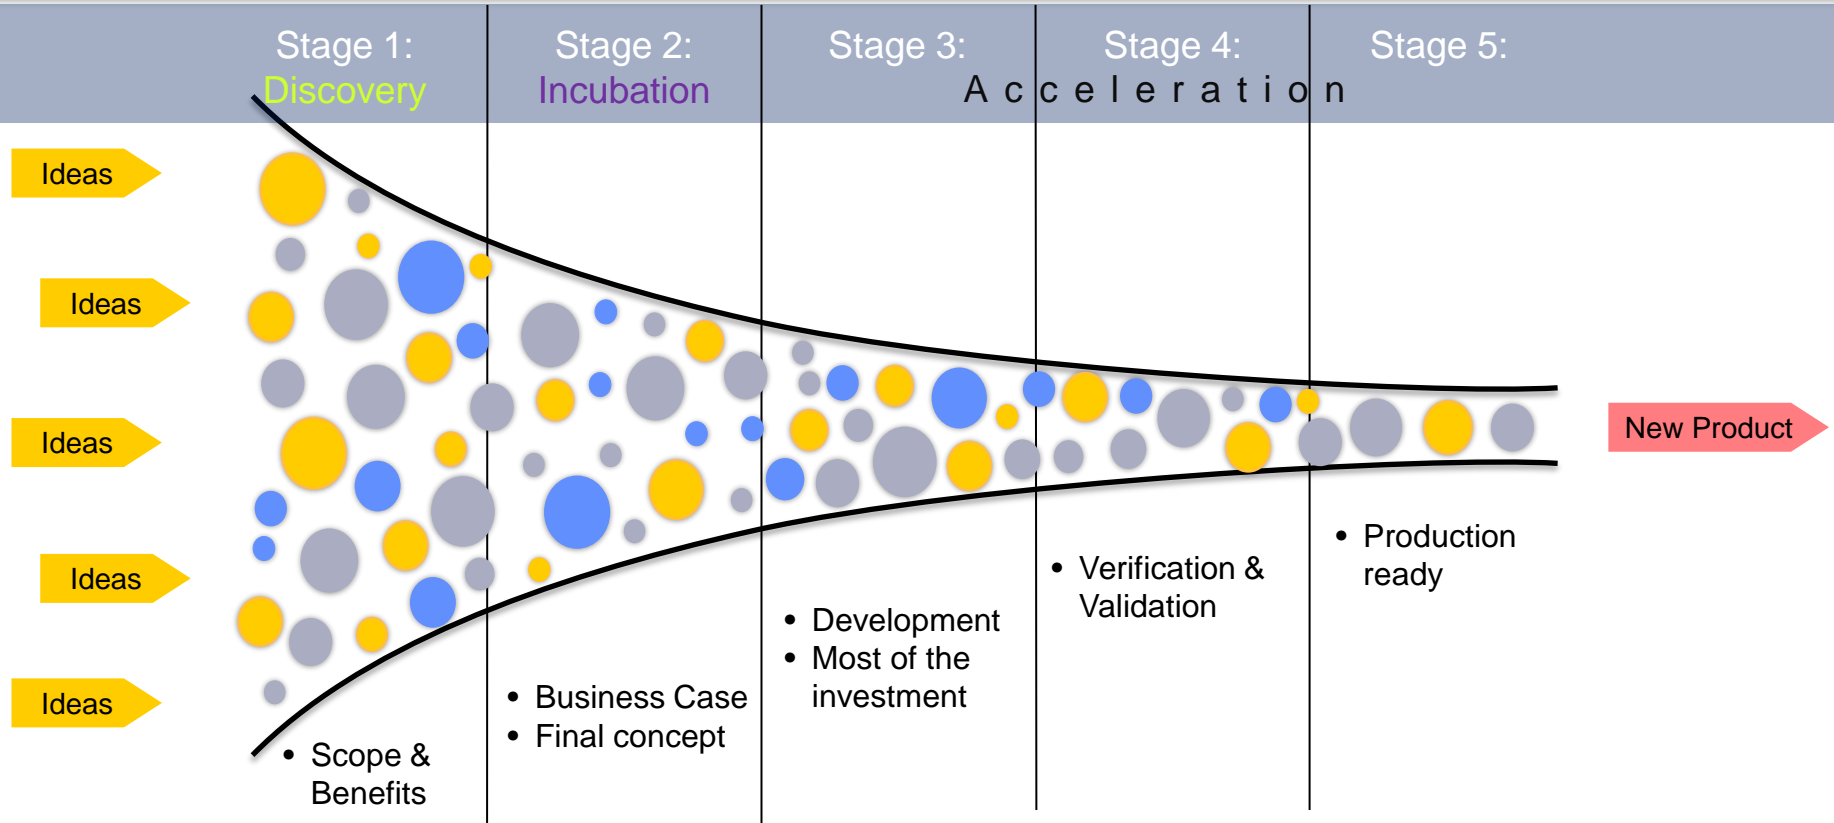 Stage 1:
Discovery
Stage 2:
Incubation
Stage 3:
Stage 4:
Stage 5:
Acceleration
Ideas
Ideas
Ideas
Ideas
Ideas
New Product
• Scope &
Benefits
• Business Case
• Final concept
• Development
• Most of the
investment
• Verification &
Validation
• Production
ready